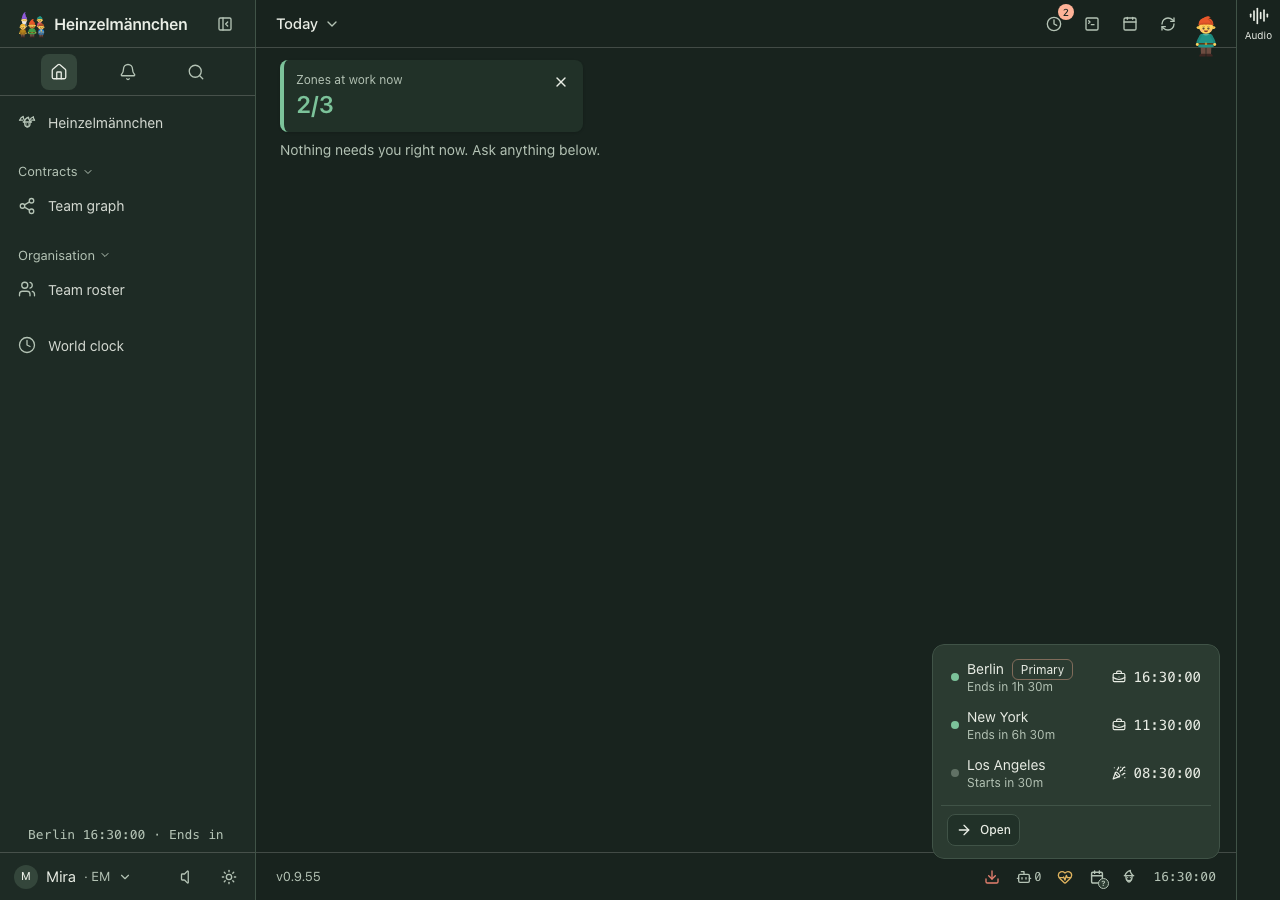 Heinzelmännchen
Today
2
Audio
Heinzelmännchen
Contracts
Team graph
Organisation
Team roster
World clock
Zones at work now
2/3
Nothing needs you right now. Ask anything below.
Berlin Primary
Ends in 1h 30m
16:30:00
New York
Ends in 6h 30m
11:30:00
Los Angeles
Starts in 30m
08:30:00
Open
Berlin 16:30:00 · Ends in
M Mira · EM
v0.9.55
0
?
16:30:00